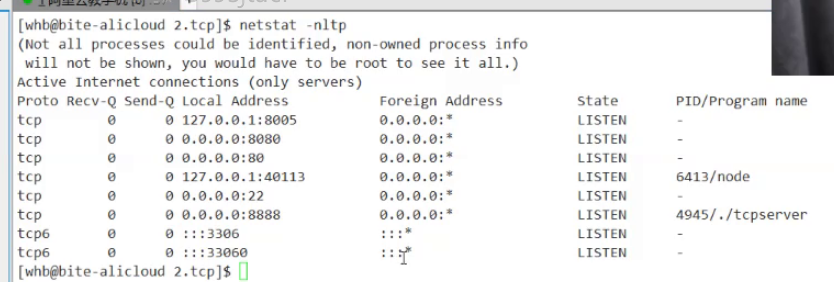 [whb@bite-alicloud 2.tcp]$ netstat -nltp
(Not all processes could be identified, non-owned process info
 will not be shown, you would have to be root to see it all.)
Active Internet connections (only servers)
Proto Recv-Q Send-Q Local Address           Foreign Address         State       PID/Program name
tcp        0      0 127.0.0.1:8005          0.0.0.0:*               LISTEN      -
tcp        0      0 0.0.0.0:8080            0.0.0.0:*               LISTEN      -
tcp        0      0 0.0.0.0:80              0.0.0.0:*               LISTEN      -
tcp        0      0 127.0.0.1:40113         0.0.0.0:*               LISTEN      6413/node
tcp        0      0 0.0.0.0:22              0.0.0.0:*               LISTEN      -
tcp        0      0 0.0.0.0:8888            0.0.0.0:*               LISTEN      4945/./tcpserver
tcp6       0      0 :::3306                 :::*                    LISTEN      -
tcp6       0      0 :::33060                :::*                    LISTEN      -
[whb@bite-alicloud 2.tcp]$